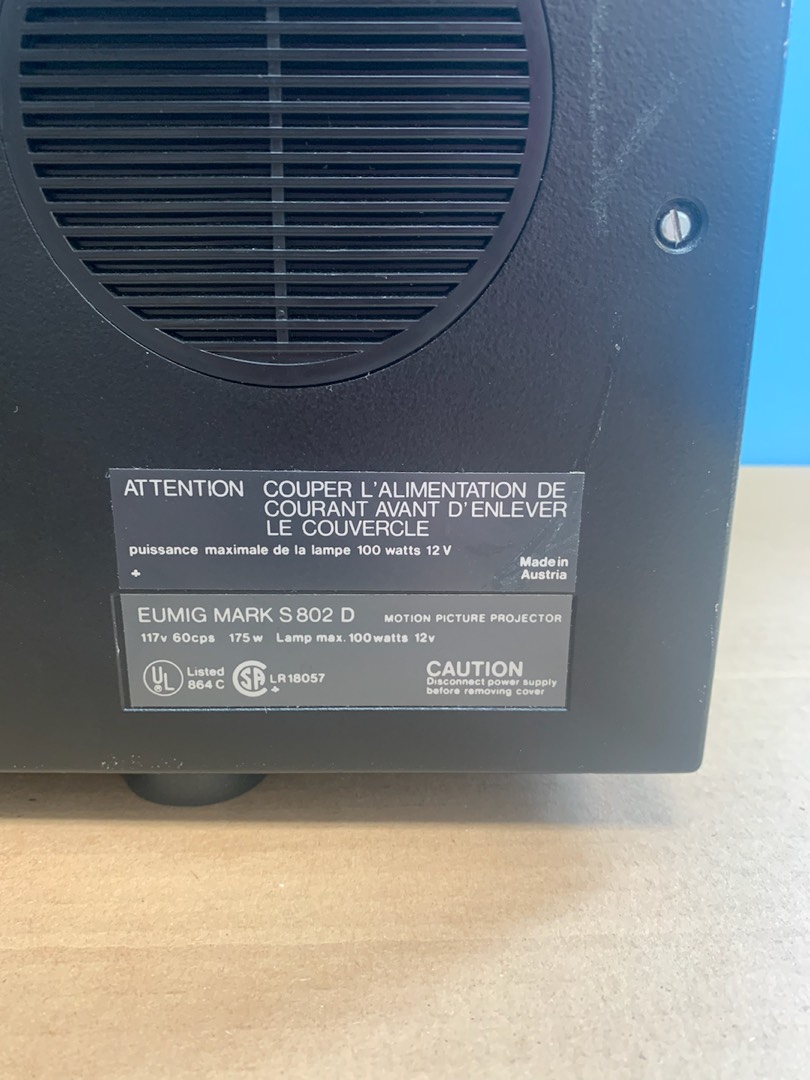 ATTENTION COUPER L'ALIMENTATION DE
COURANT AVANT D'ENLEVER
LE COUVERCLE
puissance maximale de la lampe 100 watts 12 V
+ Made in
Austria
EUMIG MARK S 802 D MOTION PICTURE PROJECTOR
117v 60cps 175 w Lamp max. 100 watts 12v
UL ® Listed
864 C
SA LR 18057
+
CAUTION
Disconnect power supply
before removing cover